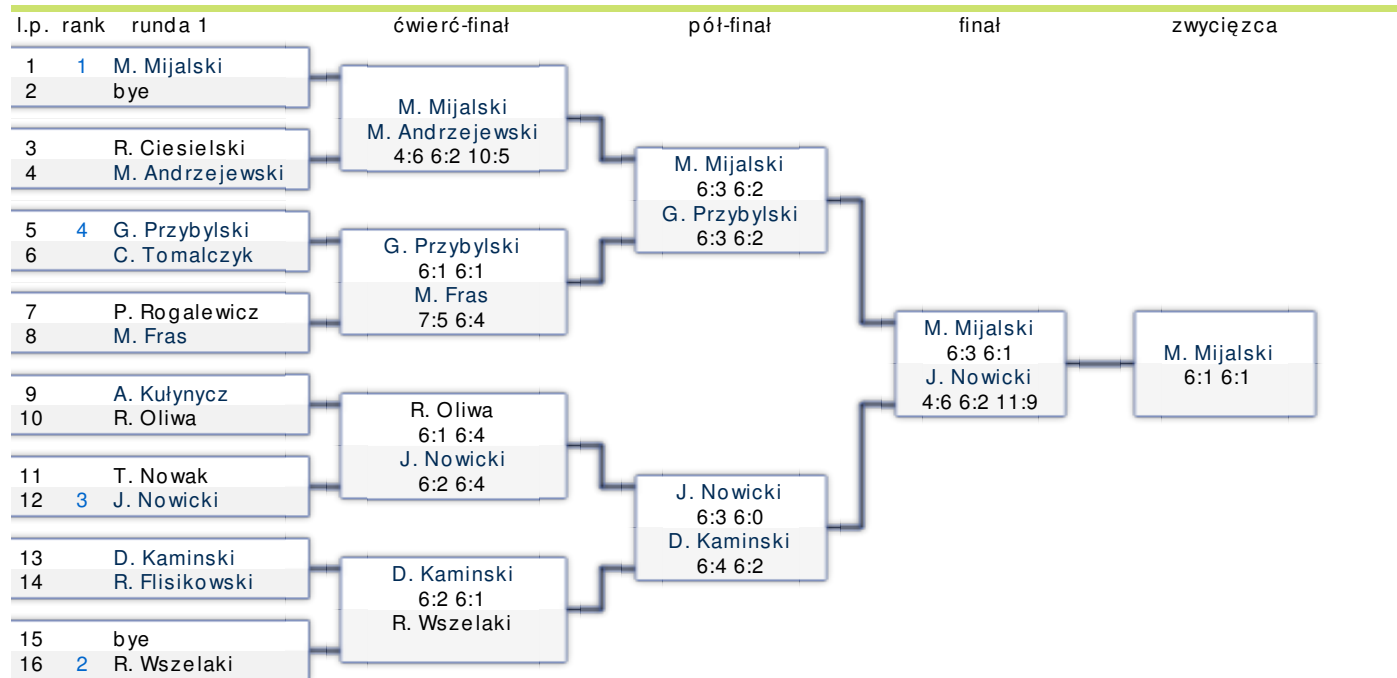 l.p. rank runda 1 ćwierć-finał pół-finał finał zwycięzca
1 1 M. Mijalski
2 bye
3 R. Ciesielski
4 M. Andrzejewski
5 4 G. Przybylski
6 C. Tomalczyk
7 P. Rogalewicz
8 M. Fras
9 A. Kułynycz
10 R. Oliwa
11 T. Nowak
12 3 J. Nowicki
13 D. Kaminski
14 R. Flisikowski
15 bye
16 2 R. Wszelaki
M. Mijalski
M. Andrzejewski
4:6 6:2 10:5
G. Przybylski
6:1 6:1
M. Fras
7:5 6:4
R. Oliwa
6:1 6:4
J. Nowicki
6:2 6:4
D. Kaminski
6:2 6:1
R. Wszelaki
M. Mijalski
6:3 6:2
G. Przybylski
6:3 6:2
J. Nowicki
6:3 6:0
D. Kaminski
6:4 6:2
M. Mijalski
6:3 6:1
J. Nowicki
4:6 6:2 11:9
M. Mijalski
6:1 6:1